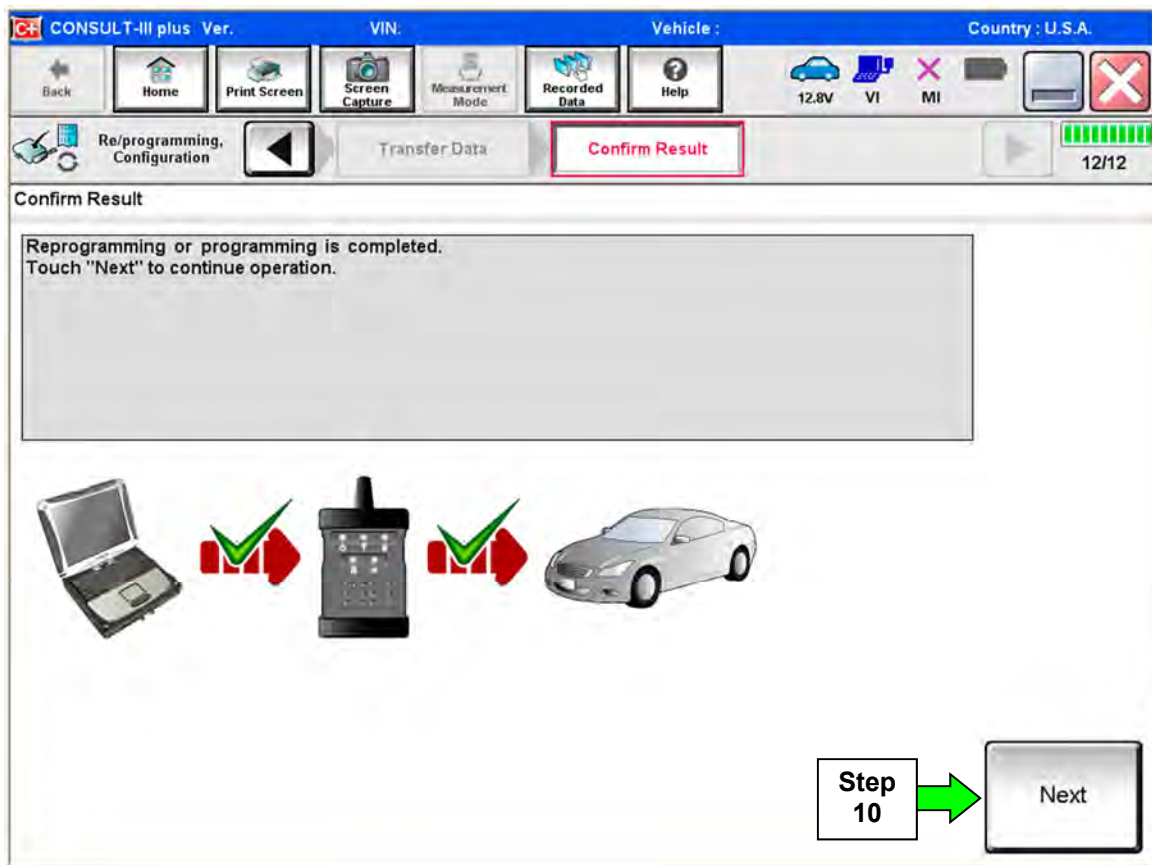 C+ CONSULT-III plus Ver. VIN: Vehicle : Country : U.S.A.
Back Home Print Screen Screen Capture Measurement Mode Recorded Data Help 12.8V VI MI
Re/programming, Configuration Transfer Data Confirm Result 12/12
Confirm Result
Reprogramming or programming is completed.
Touch "Next" to continue operation.
Step
10
Next